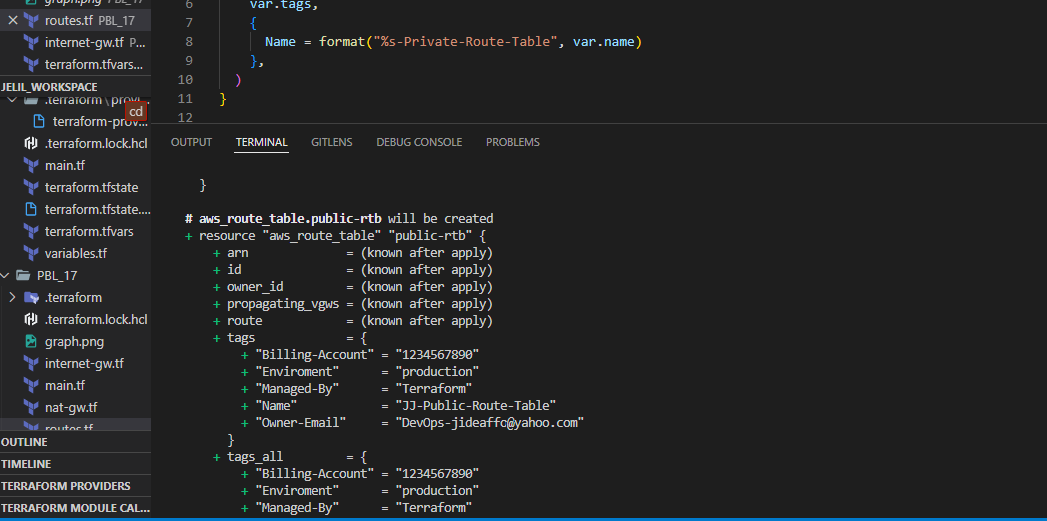 graph.png PBL_17
routes.tf PBL_17
internet-gw.tf P...
terraform.tfvars...
JELIL_WORKSPACE
.terraform \ provi...
cd
terraform-prov...
.terraform.lock.hcl
main.tf
terraform.tfstate
terraform.tfstate....
terraform.tfvars
variables.tf
PBL_17
.terraform
.terraform.lock.hcl
graph.png
internet-gw.tf
main.tf
nat-gw.tf
routes.tf
OUTLINE
TIMELINE
TERRAFORM PROVIDERS
TERRAFORM MODULE CAL...
6 var.tags,
7 {
8 Name = format("%s-Private-Route-Table", var.name)
9 },
10 )
11 }
12
OUTPUT TERMINAL GITLENS DEBUG CONSOLE PROBLEMS
}
# aws_route_table.public-rtb will be created
+ resource "aws_route_table" "public-rtb" {
+ arn = (known after apply)
+ id = (known after apply)
+ owner_id = (known after apply)
+ propagating_vgws = (known after apply)
+ route = (known after apply)
+ tags = {
+ "Billing-Account" = "1234567890"
+ "Enviroment" = "production"
+ "Managed-By" = "Terraform"
+ "Name" = "JJ-Public-Route-Table"
+ "Owner-Email" = "DevOps-jideaffo@yahoo.com"
}
+ tags_all = {
+ "Billing-Account" = "1234567890"
+ "Enviroment" = "production"
+ "Managed-By" = "Terraform"